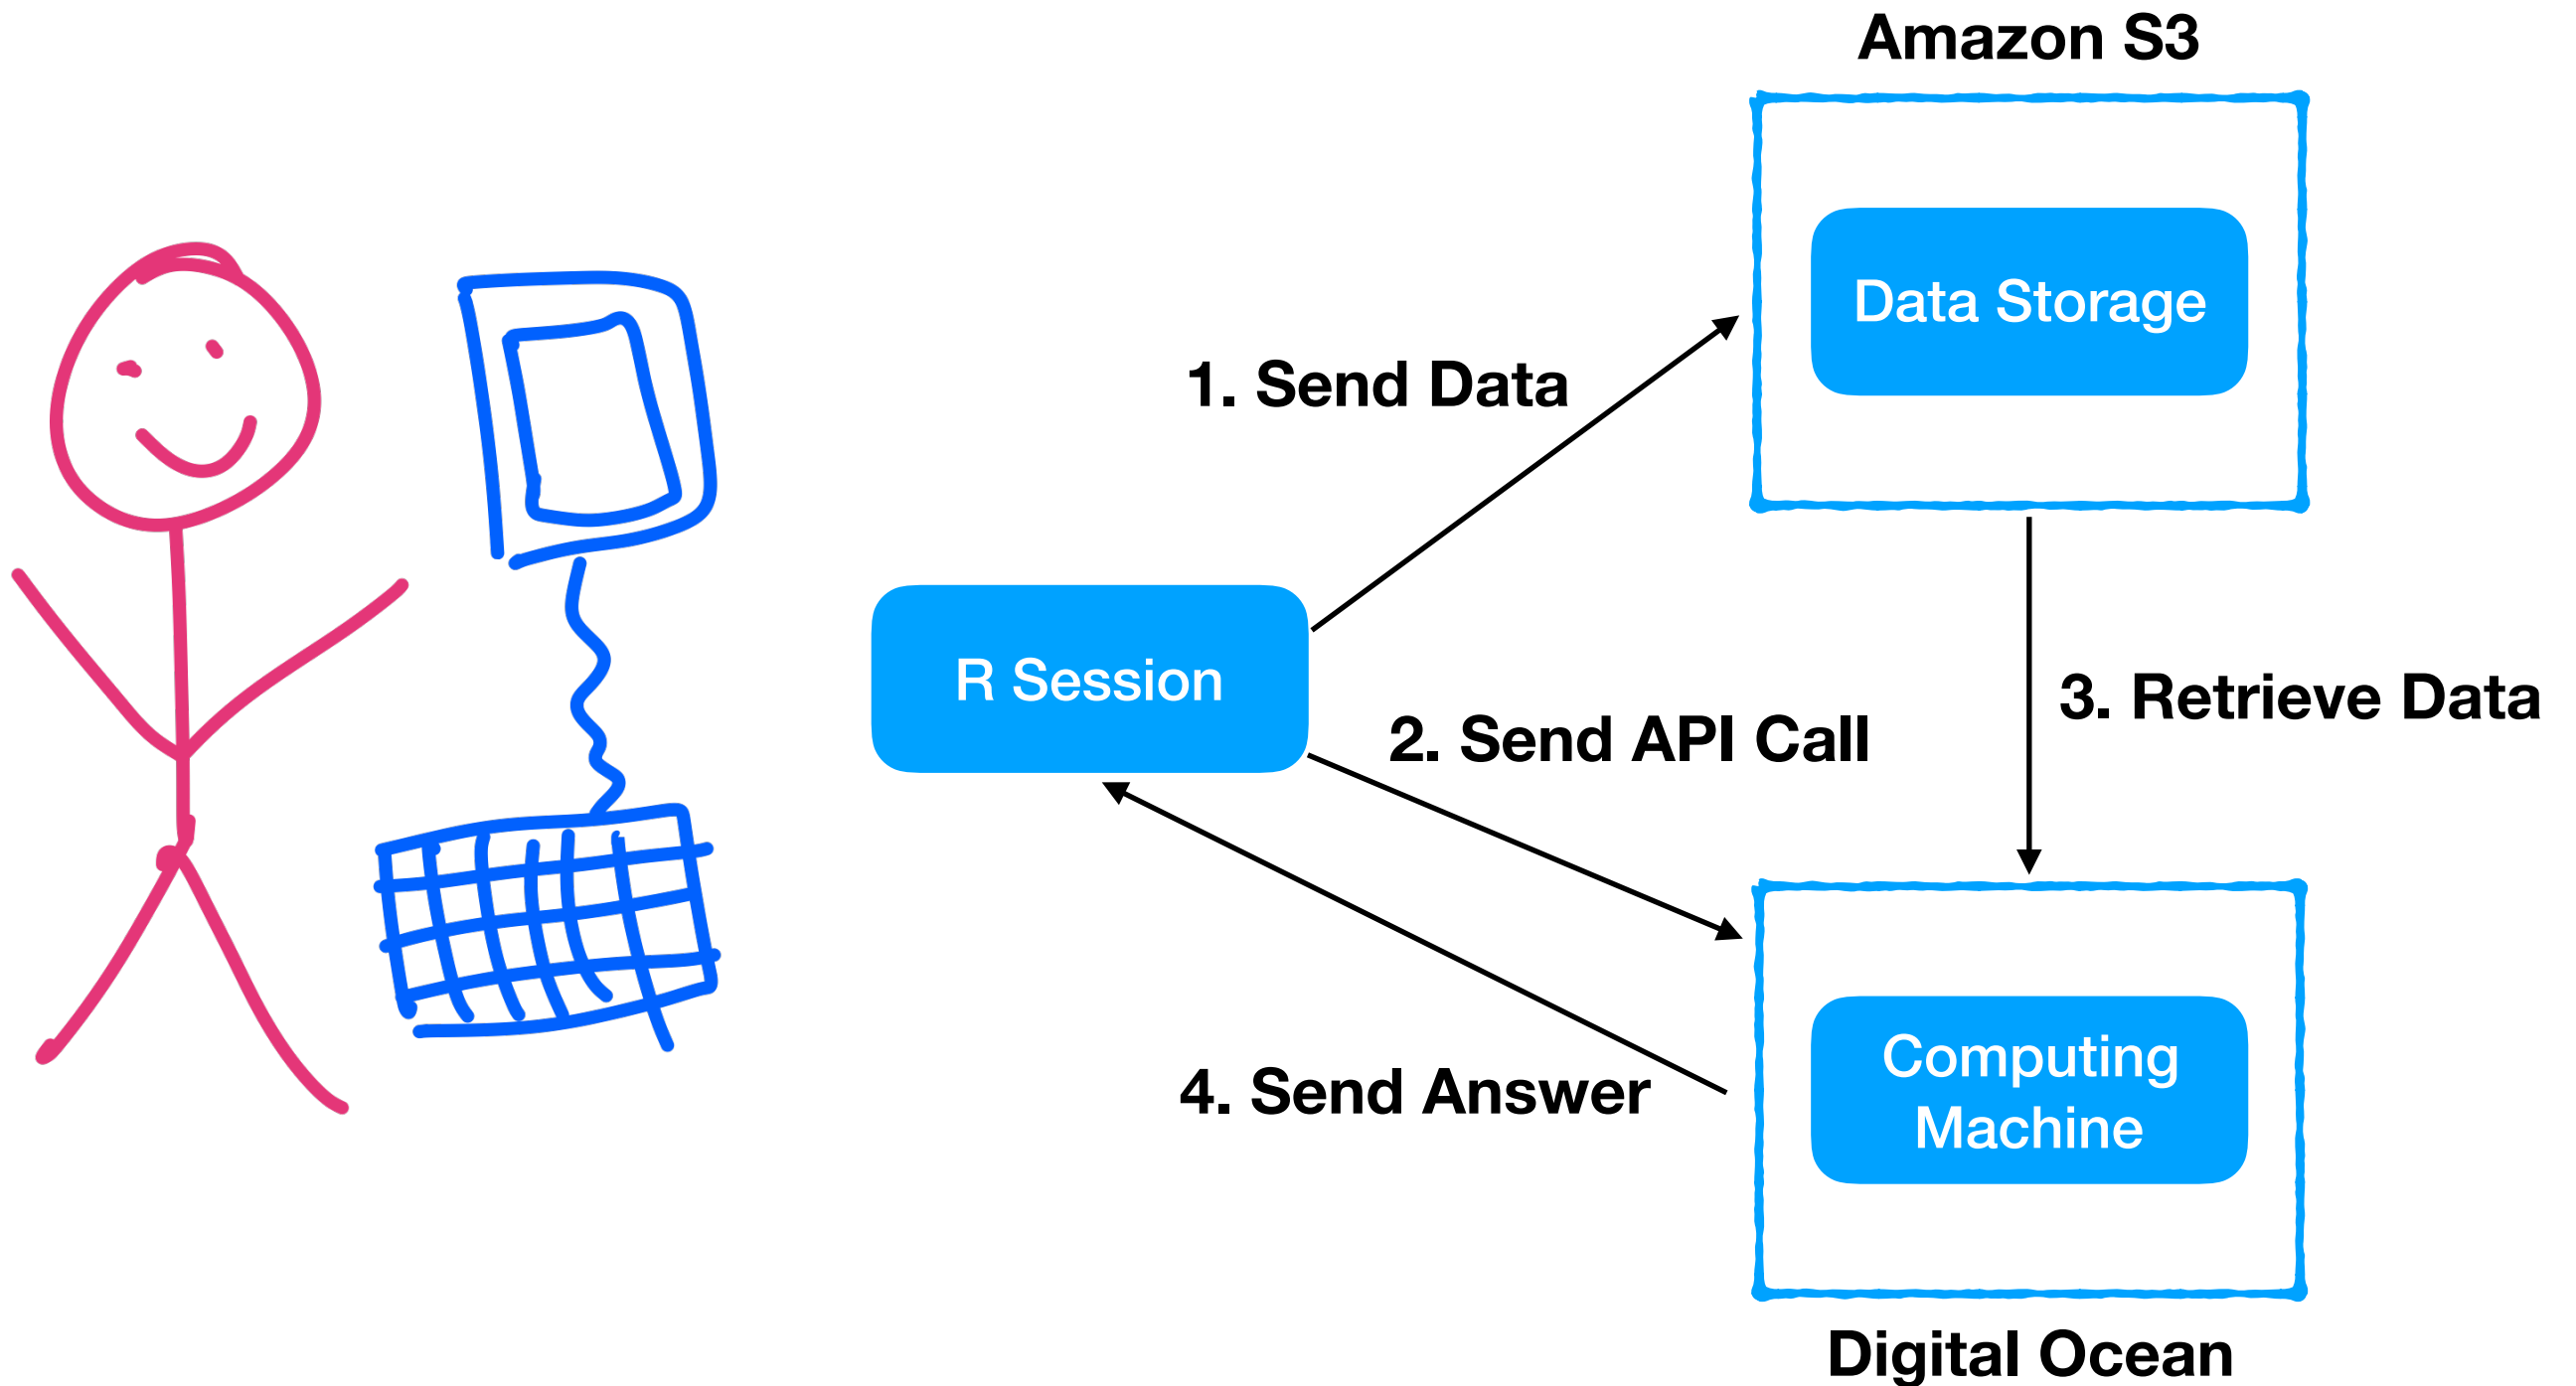 Amazon S3
Data Storage
1. Send Data
R Session
2. Send API Call
3. Retrieve Data
4. Send Answer
Computing
Machine
Digital Ocean